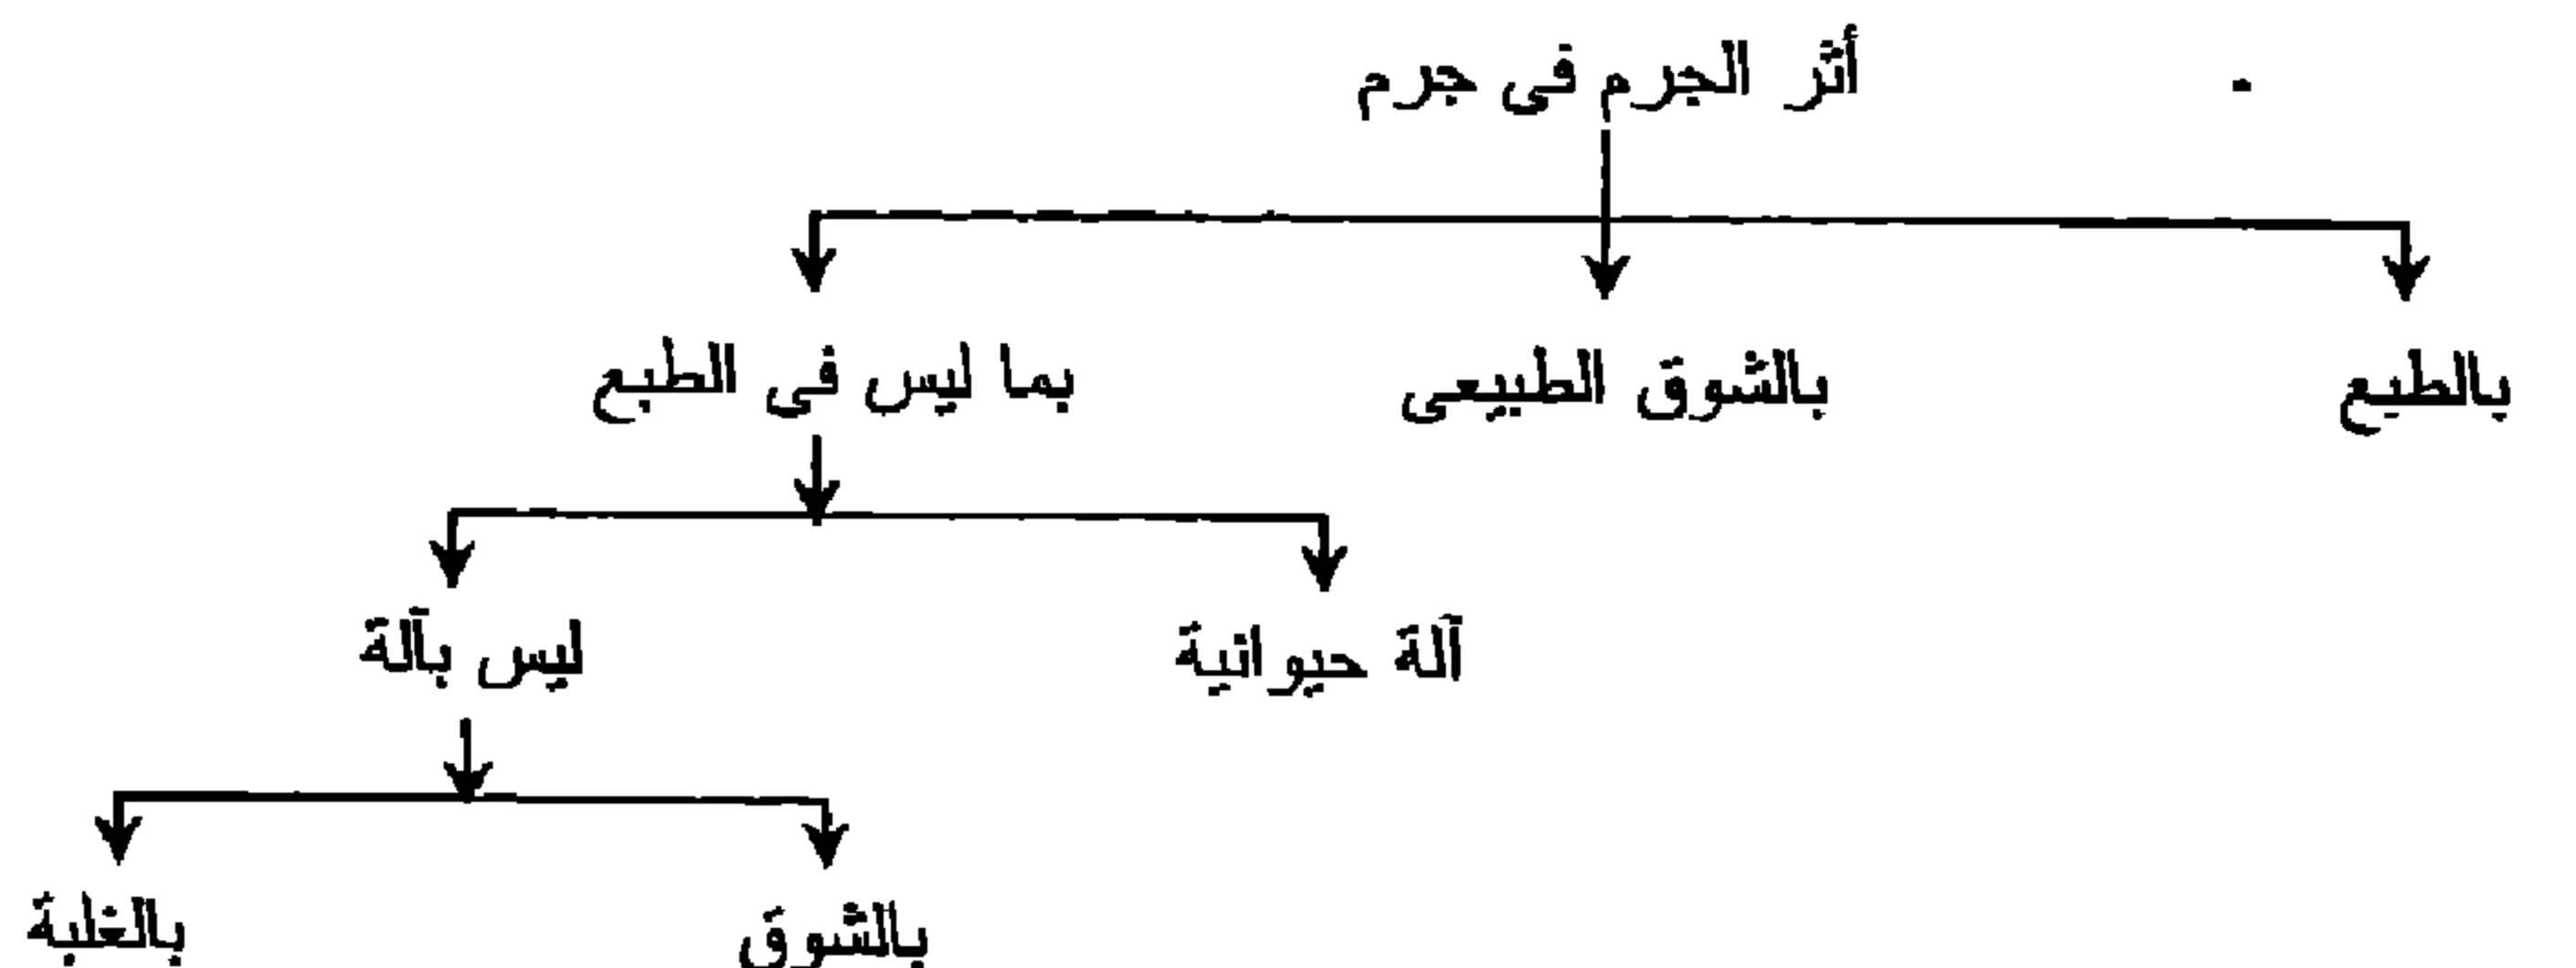 أثر الجرم فى جرم
بالطبع بالشوق الطبيعى بما ليس فى الطبع
آلة حيوانية ليس بآلة
بالشوق بالغلبة